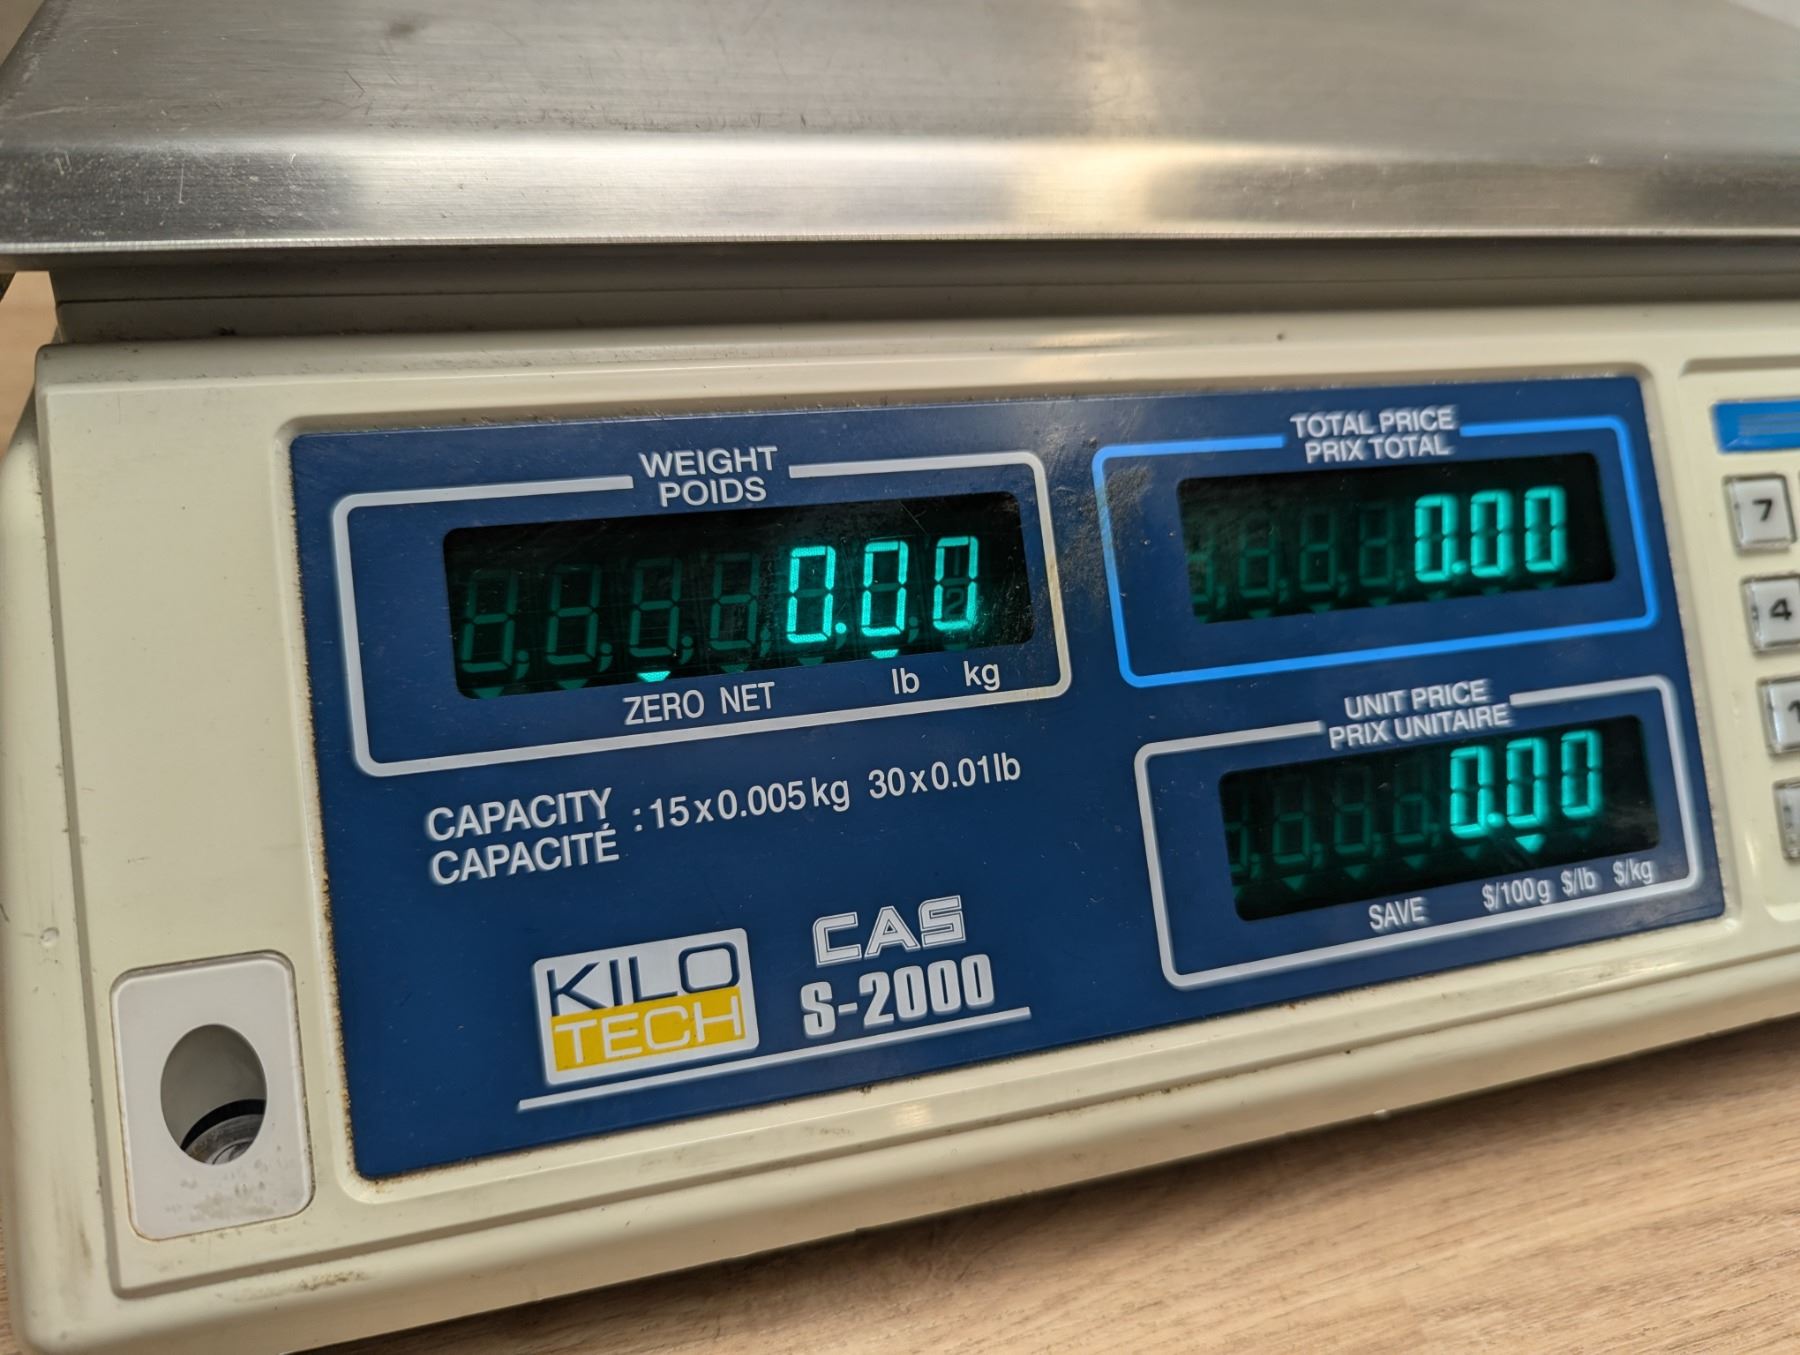 WEIGHT
POIDS
0.00
ZERO NET lb kg
TOTAL PRICE
PRIX TOTAL
0.00
UNIT PRICE
PRIX UNITAIRE
0.00
SAVE $/100g $/lb $/kg
CAPACITY
CAPACITÉ
: 15 x 0.005 kg 30 x 0.01 lb
KILO
TECH
CAS
S-2000
7
4
1